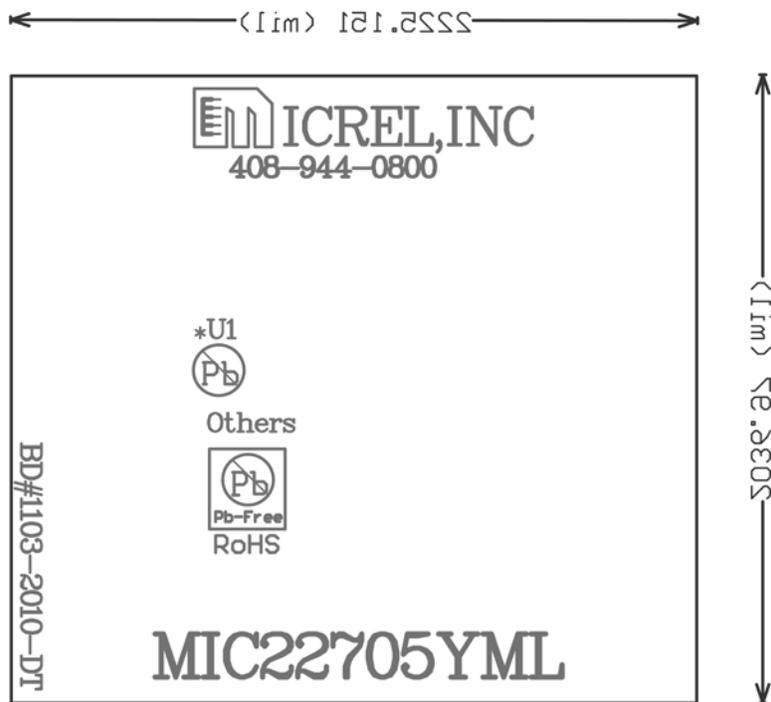 2225.151 (mil)
MICREL,INC
408-944-0800
*U1
Pb
Others
Pb
Pb-Free
RoHS
BD#1103-2010-DT
MIC22705YML
2036.97 (mil)